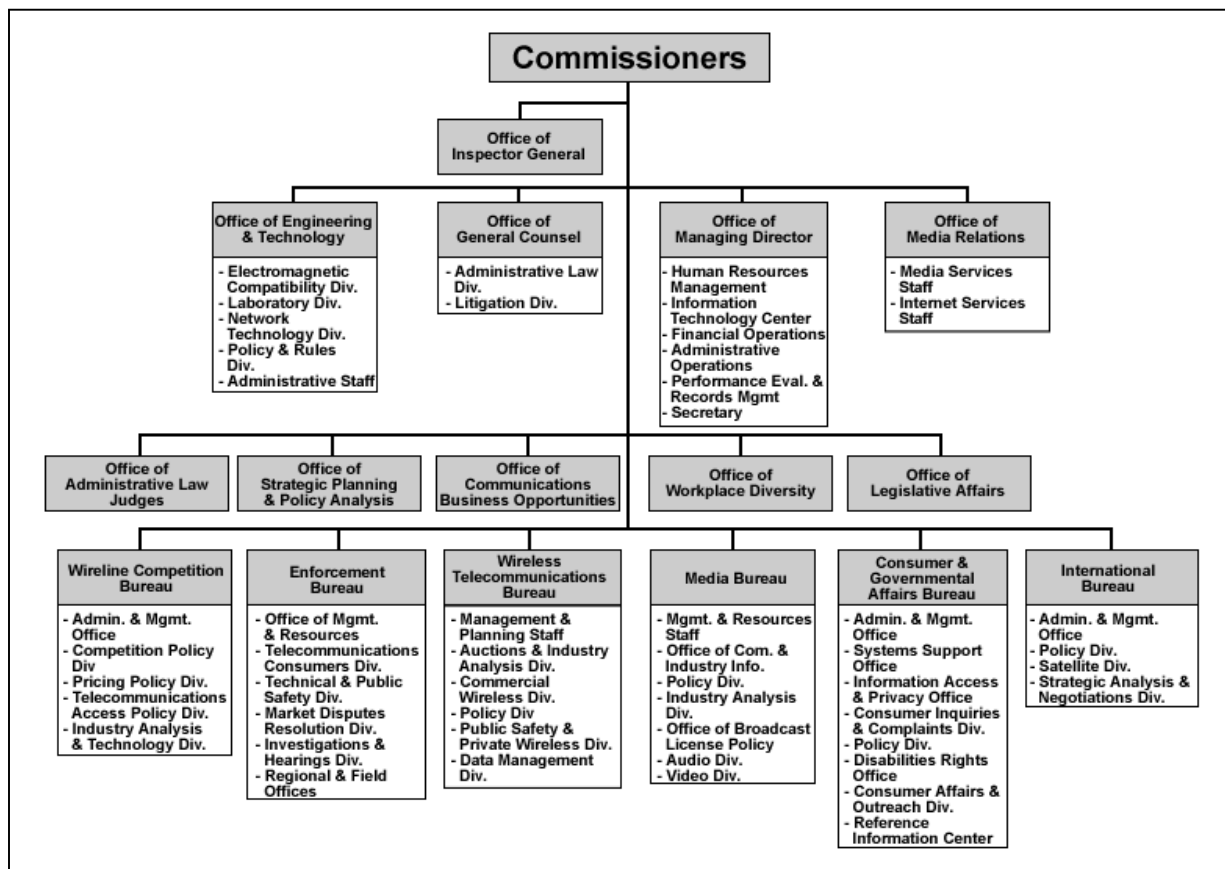 Commissioners
Office of
Inspector General
Office of Engineering
& Technology
- Electromagnetic
Compatibility Div.
- Laboratory Div.
- Network
Technology Div.
- Policy & Rules
Div.
- Administrative Staff
Office of
General Counsel
- Administrative Law
Div.
- Litigation Div.
Office of
Managing Director
- Human Resources
Management
- Information
Technology Center
- Financial Operations
- Administrative
Operations
- Performance Eval. &
Records Mgmt
- Secretary
Office of
Media Relations
- Media Services
Staff
- Internet Services
Staff
Office of
Administrative Law
Judges
Office of
Strategic Planning
& Policy Analysis
Office of
Communications
Business Opportunities
Office of
Workplace Diversity
Office of
Legislative Affairs
Wireline Competition
Bureau
- Admin. & Mgmt.
Office
- Competition Policy
Div
- Pricing Policy Div.
- Telecommunications
Access Policy Div.
- Industry Analysis
& Technology Div.
Enforcement
Bureau
- Office of Mgmt.
& Resources
- Telecommunications
Consumers Div.
- Technical & Public
Safety Div.
- Market Disputes
Resolution Div.
- Investigations &
Hearings Div.
- Regional & Field
Offices
Wireless
Telecommunications
Bureau
- Management &
Planning Staff
- Auctions & Industry
Analysis Div.
- Commercial
Wireless Div.
- Policy Div
- Public Safety &
Private Wireless Div.
- Data Management
Div.
Media Bureau
- Mgmt. & Resources
Staff
- Office of Com. &
Industry Info.
- Policy Div.
- Industry Analysis
Div.
- Office of Broadcast
License Policy
- Audio Div.
- Video Div.
Consumer &
Governmental
Affairs Bureau
- Admin. & Mgmt.
Office
- Systems Support
Office
- Information Access
& Privacy Office
- Consumer Inquiries
& Complaints Div.
- Policy Div.
- Disabilities Rights
Office
- Consumer Affairs &
Outreach Div.
- Reference
Information Center
International
Bureau
- Admin. & Mgmt.
Office
- Policy Div.
- Satellite Div.
- Strategic Analysis &
Negotiations Div.